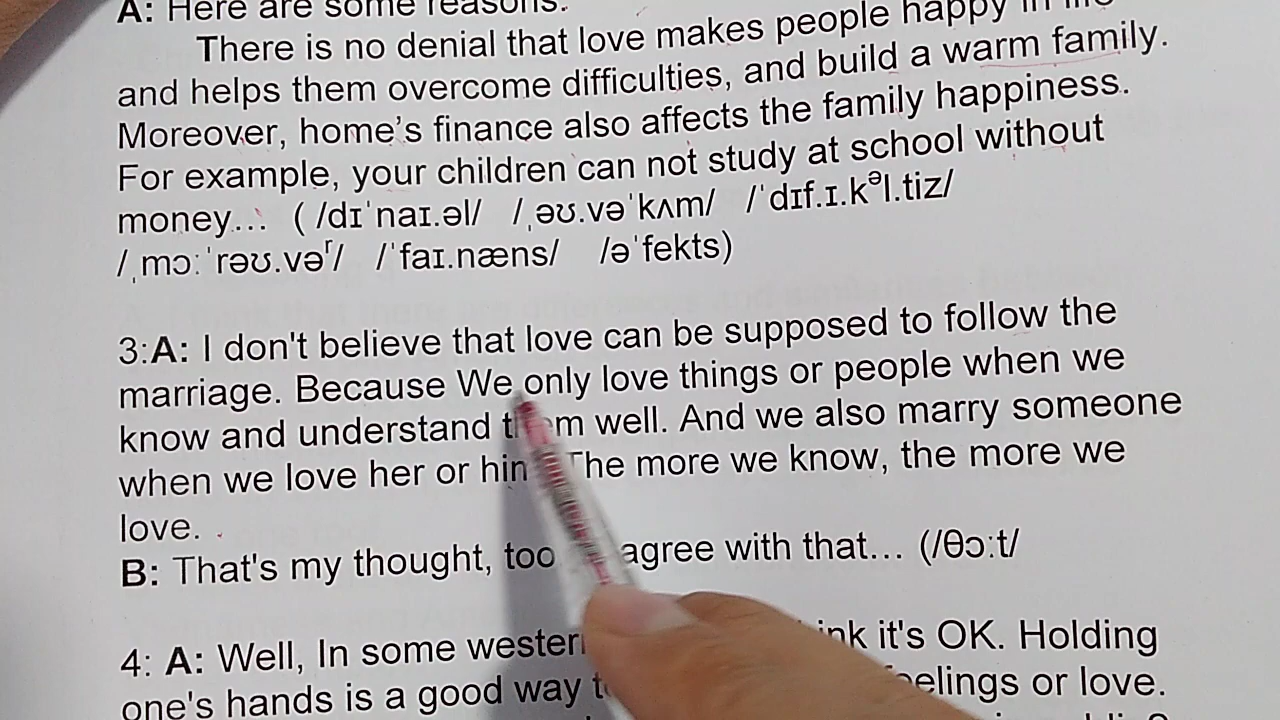 A: Here are some reasons.
There is no denial that love makes people happy in life
and helps them overcome difficulties, and build a warm family.
Moreover, home's finance also affects the family happiness.
For example, your children can not study at school without
money... ( /dɪˈnaɪ.əl/ /ˌəʊ.vəˈkʌm/ /ˈdɪf.ɪ.kᵊl.tiz/
/ˌmɔːˈrəʊ.vəʳ/ /ˈfaɪ.næns/ /əˈfekts)
3:A: I don't believe that love can be supposed to follow the
marriage. Because We only love things or people when we
know and understand them well. And we also marry someone
when we love her or him. The more we know, the more we
love.
B: That's my thought, too agree with that... (/θɔːt/
4: A: Well, In some western it's OK. Holding
one's hands is a good way feelings or love.